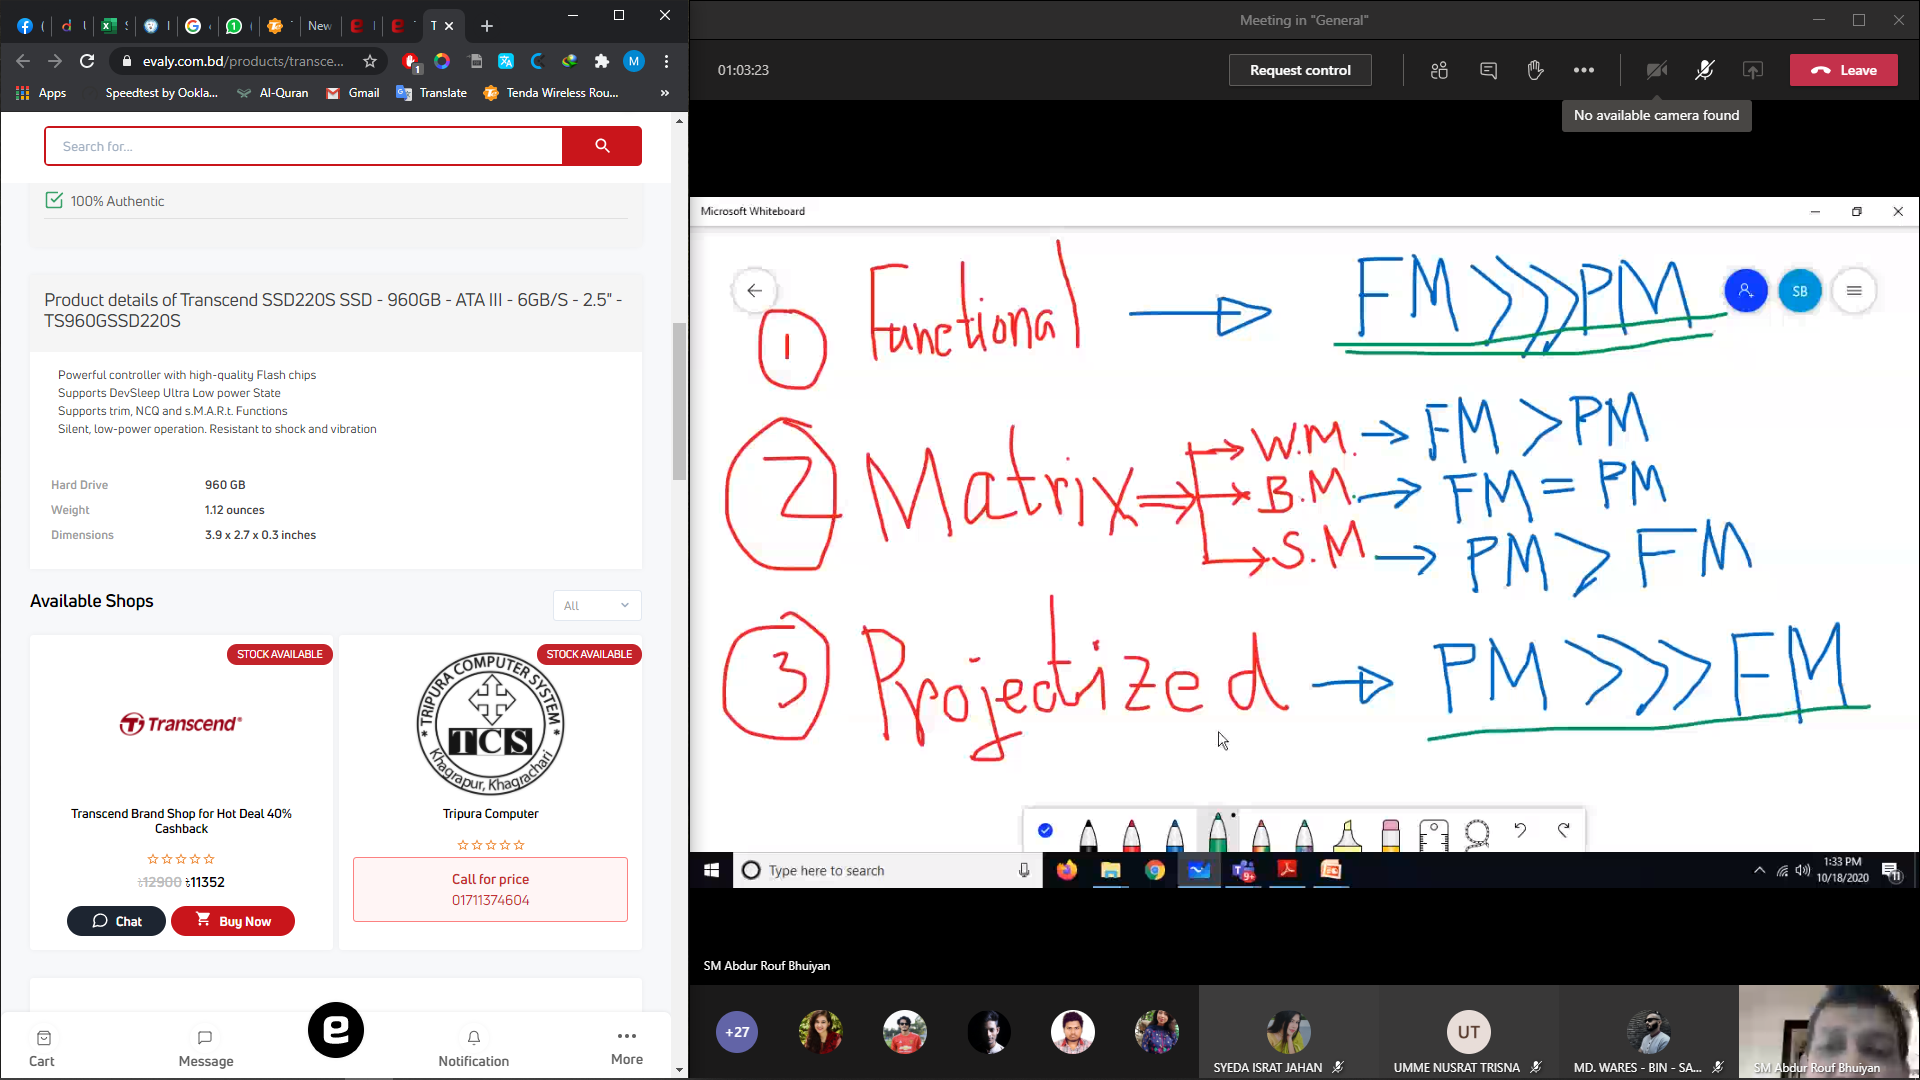 New
T
evaly.com.bd/products/transce...
1
M
Apps
Speedtest by Ookla...
Al-Quran
Gmail
Translate
Tenda Wireless Rou...
»
Search for...
100% Authentic
Product details of Transcend SSD220S SSD - 960GB - ATA III - 6GB/S - 2.5" -
TS960GSSD220S
Powerful controller with high-quality Flash chips
Supports DevSleep Ultra Low power State
Supports trim, NCQ and s.M.A.R.t. Functions
Silent, low-power operation. Resistant to shock and vibration
Hard Drive 960 GB
Weight 1.12 ounces
Dimensions 3.9 x 2.7 x 0.3 inches
Available Shops
All
STOCK AVAILABLE
Transcend
Transcend Brand Shop for Hot Deal 40%
Cashback
৳12900 ৳11352
Chat
Buy Now
STOCK AVAILABLE
TRIPURA COMPUTER SYSTEM
TCS
Khagrapur, Khagrachari
Tripura Computer
Call for price
01711374604
Cart
Message
e
Notification
More
Meeting in "General"
01:03:23
Request control
Leave
No available camera found
Microsoft Whiteboard
SB
1 Functional → FM >>> PM
2 Matrix ⇒ → W.M. → FM > PM
→ B.M. → FM = PM
→ S.M → PM > FM
3 Projectized → PM >>> FM
Type here to search
9+
1:33 PM
10/18/2020
11
SM Abdur Rouf Bhuiyan
+27
SYEDA ISRAT JAHAN
UT
UMME NUSRAT TRISNA
MD. WARES - BIN - SA...
SM Abdur Rouf Bhuiyan